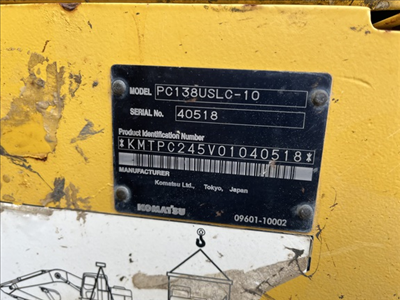 MODEL PC138USLC-10
SERIAL No. 40518
Product Identification Number
*KMTPC245V01040518*
MANUFACTURER
Komatsu Ltd., Tokyo, Japan
KOMATSU 09601-10002